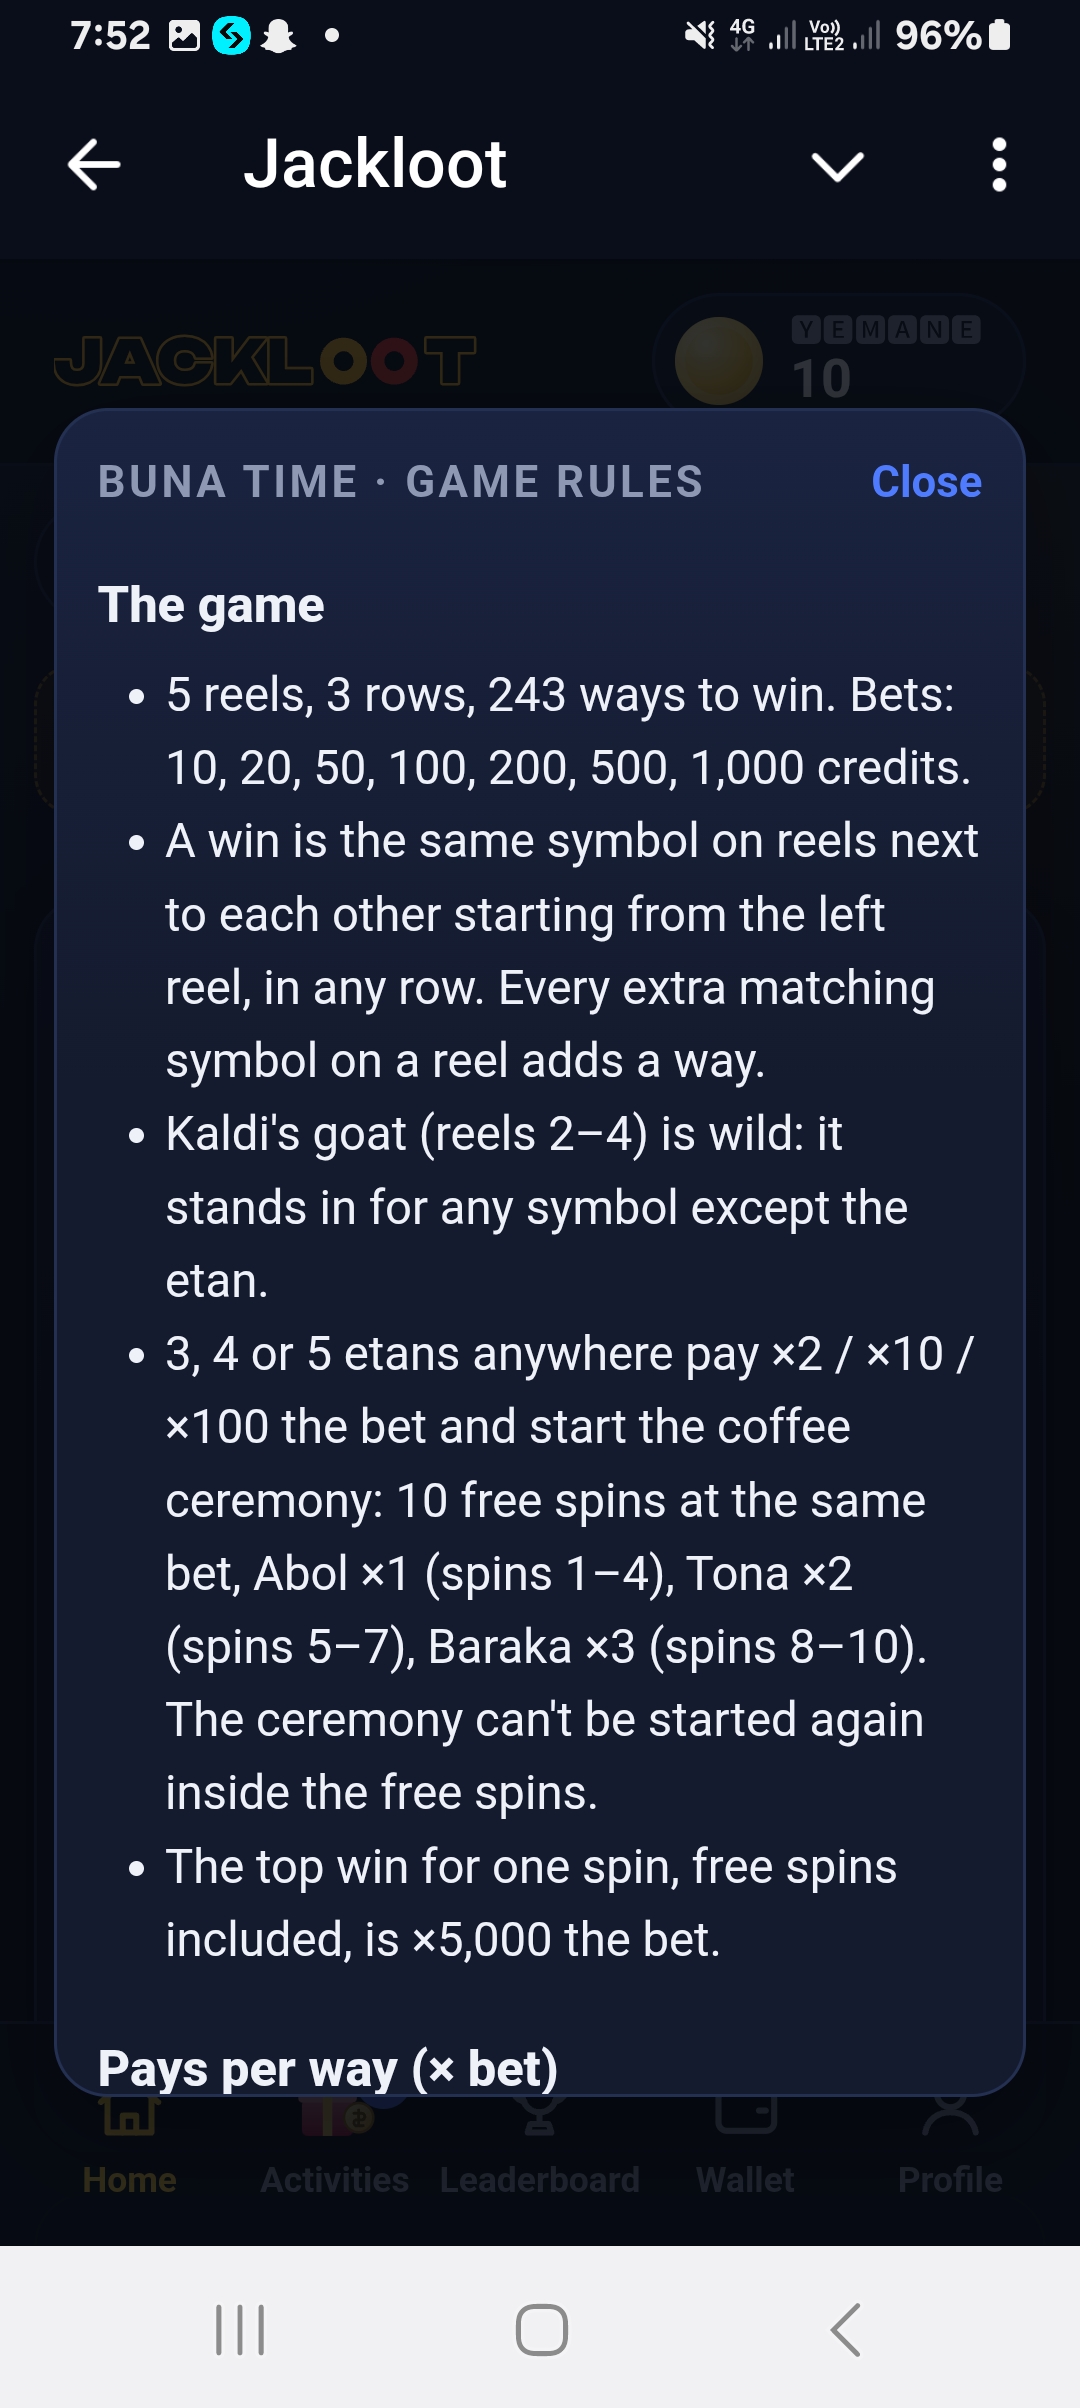 7:52
4G
Vo))
LTE2
96%
Jackloot
JACKLOOT
YEMANE
10
BUNA TIME · GAME RULES
Close
The game
• 5 reels, 3 rows, 243 ways to win. Bets:
10, 20, 50, 100, 200, 500, 1,000 credits.
• A win is the same symbol on reels next
to each other starting from the left
reel, in any row. Every extra matching
symbol on a reel adds a way.
• Kaldi's goat (reels 2–4) is wild: it
stands in for any symbol except the
etan.
• 3, 4 or 5 etans anywhere pay ×2 / ×10 /
×100 the bet and start the coffee
ceremony: 10 free spins at the same
bet, Abol ×1 (spins 1–4), Tona ×2
(spins 5–7), Baraka ×3 (spins 8–10).
The ceremony can't be started again
inside the free spins.
• The top win for one spin, free spins
included, is ×5,000 the bet.
Pays per way (× bet)
Home
Activities
Leaderboard
Wallet
Profile